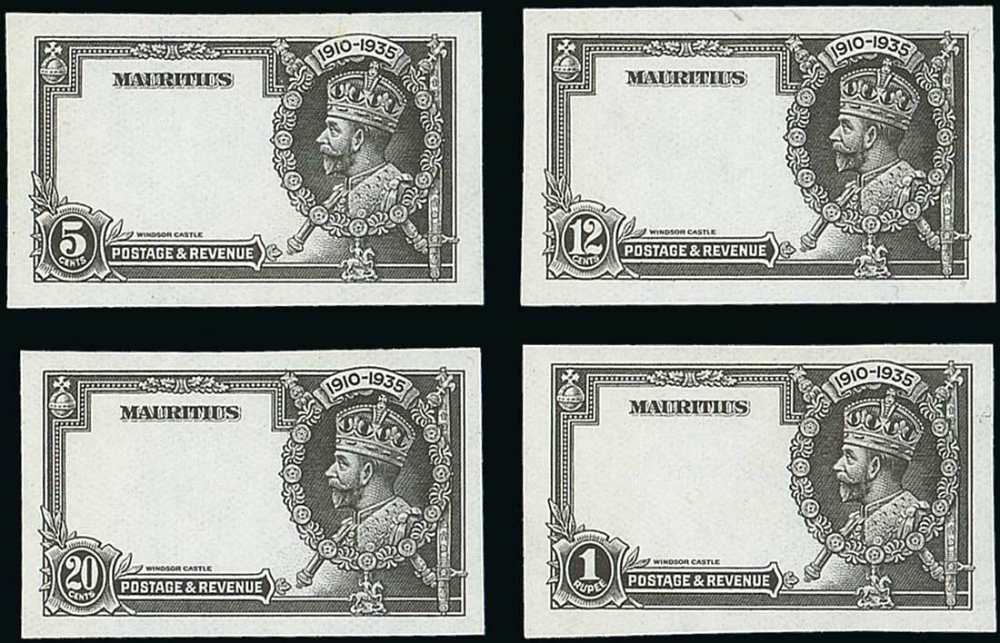 1910-1935
MAURITIUS
WINDSOR CASTLE
5
CENTS
POSTAGE & REVENUE
1910-1935
MAURITIUS
WINDSOR CASTLE
12
CENTS
POSTAGE & REVENUE
1910-1935
MAURITIUS
WINDSOR CASTLE
20
CENTS
POSTAGE & REVENUE
1910-1935
MAURITIUS
WINDSOR CASTLE
1
RUPEE
POSTAGE & REVENUE